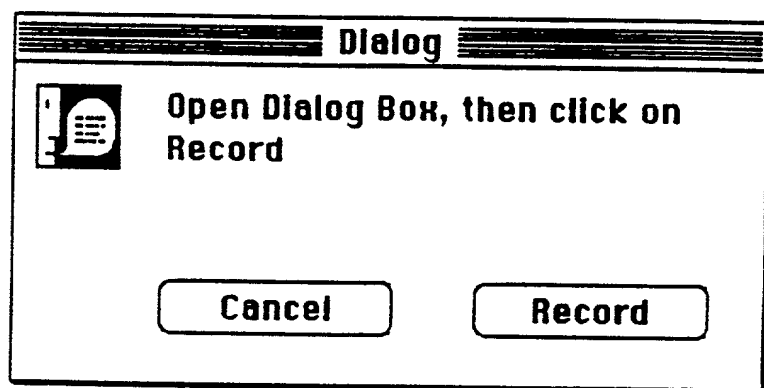 Dialog
Open Dialog Box, then click on
Record
Cancel
Record